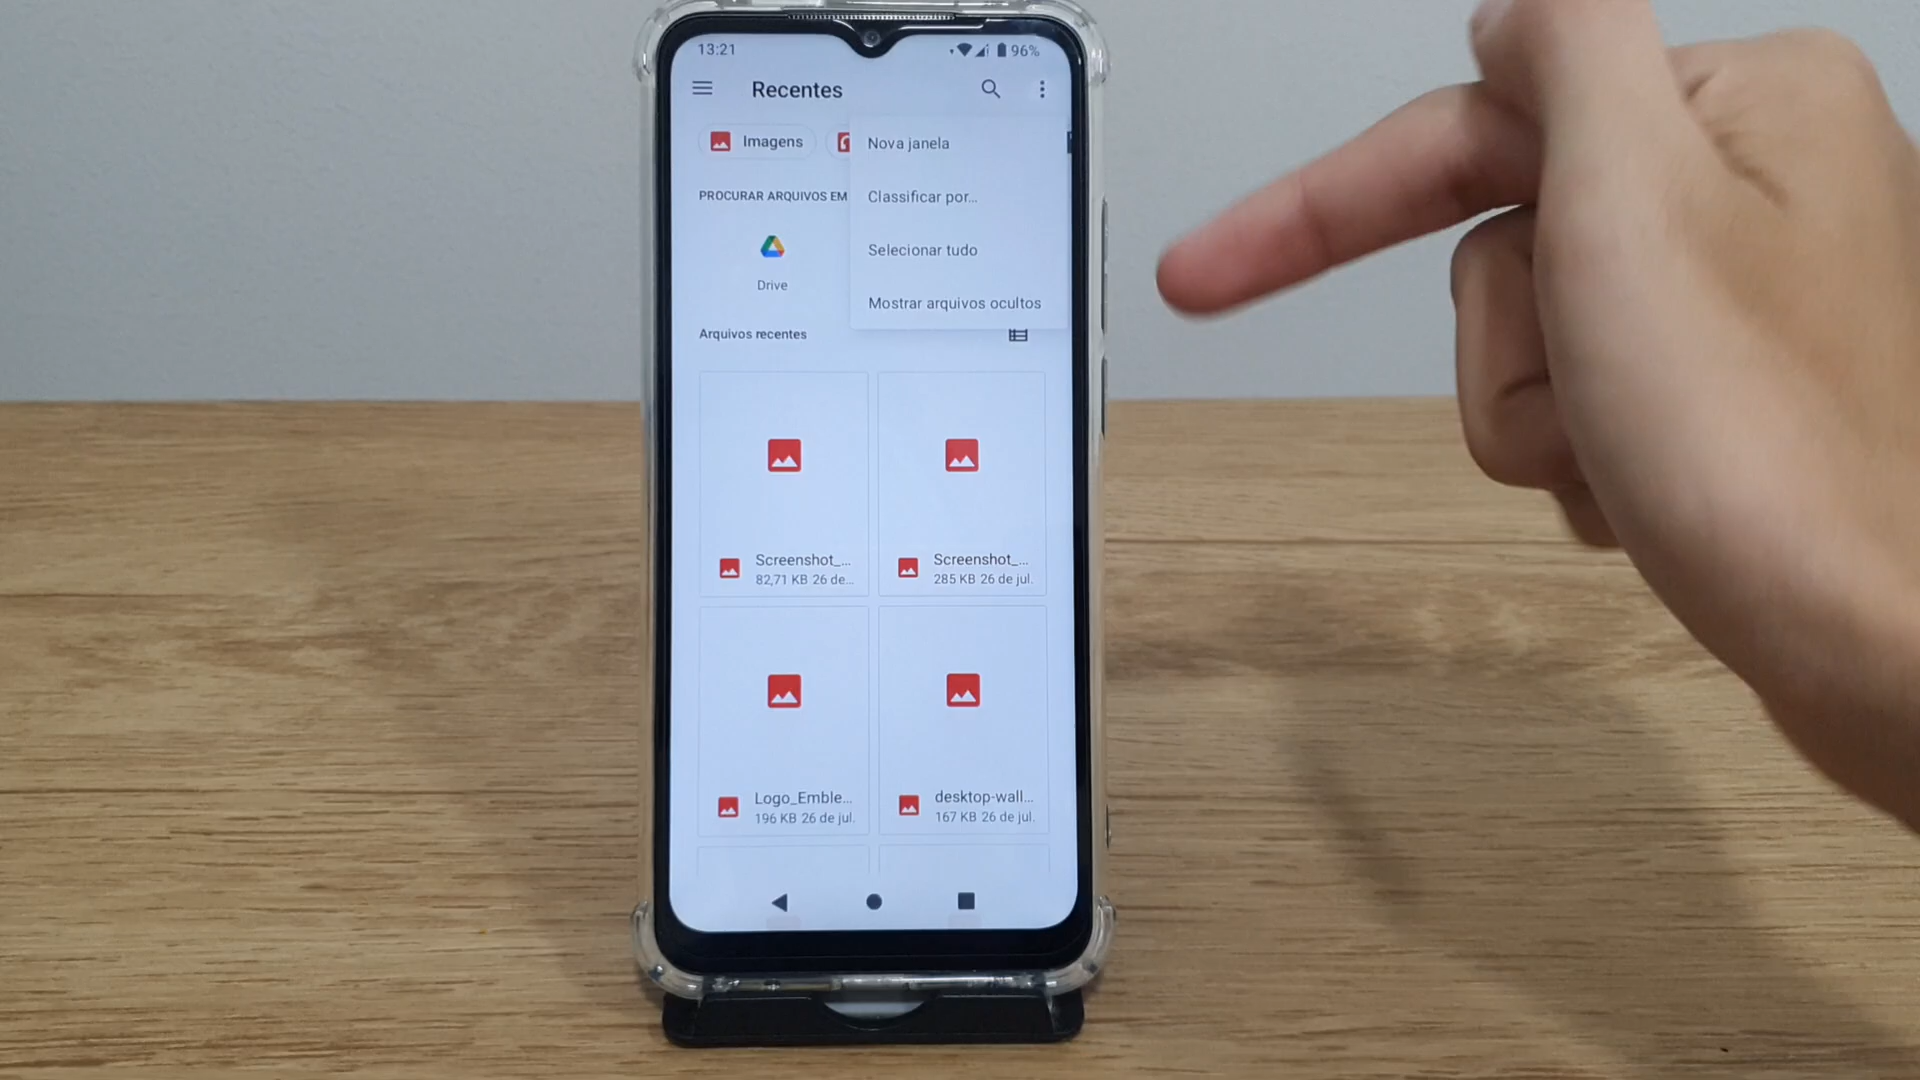 13:21
96%
Recentes
Imagens
Nova janela
Classificar por...
PROCURAR ARQUIVOS EM
Selecionar tudo
Drive
Mostrar arquivos ocultos
Arquivos recentes
Screenshot_...
82,71 KB 26 de...
Screenshot_...
285 KB 26 de jul.
Logo_Emble...
196 KB 26 de jul.
desktop-wall...
167 KB 26 de jul.